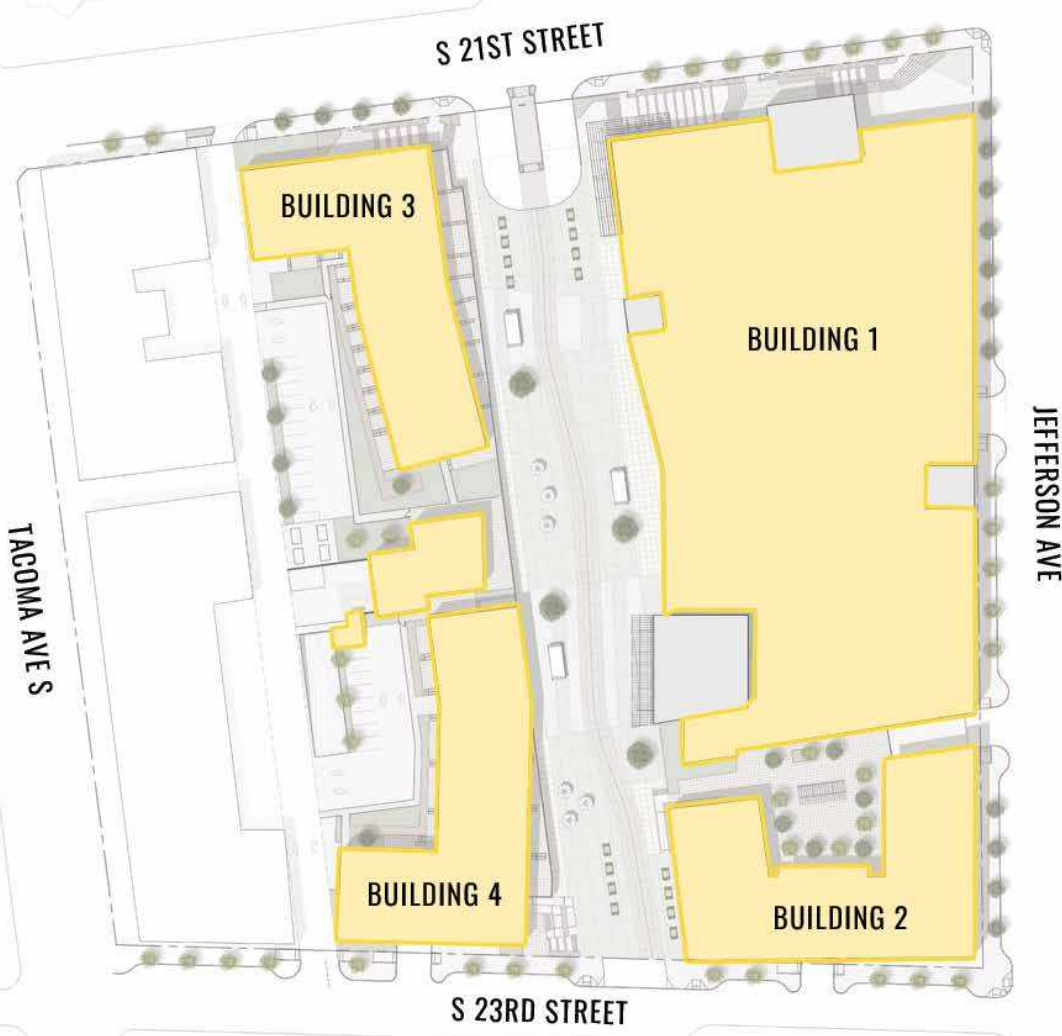 S 21ST STREET
BUILDING 3
BUILDING 1
JEFFERSON AVE
TACOMA AVE S
BUILDING 4
BUILDING 2
S 23RD STREET